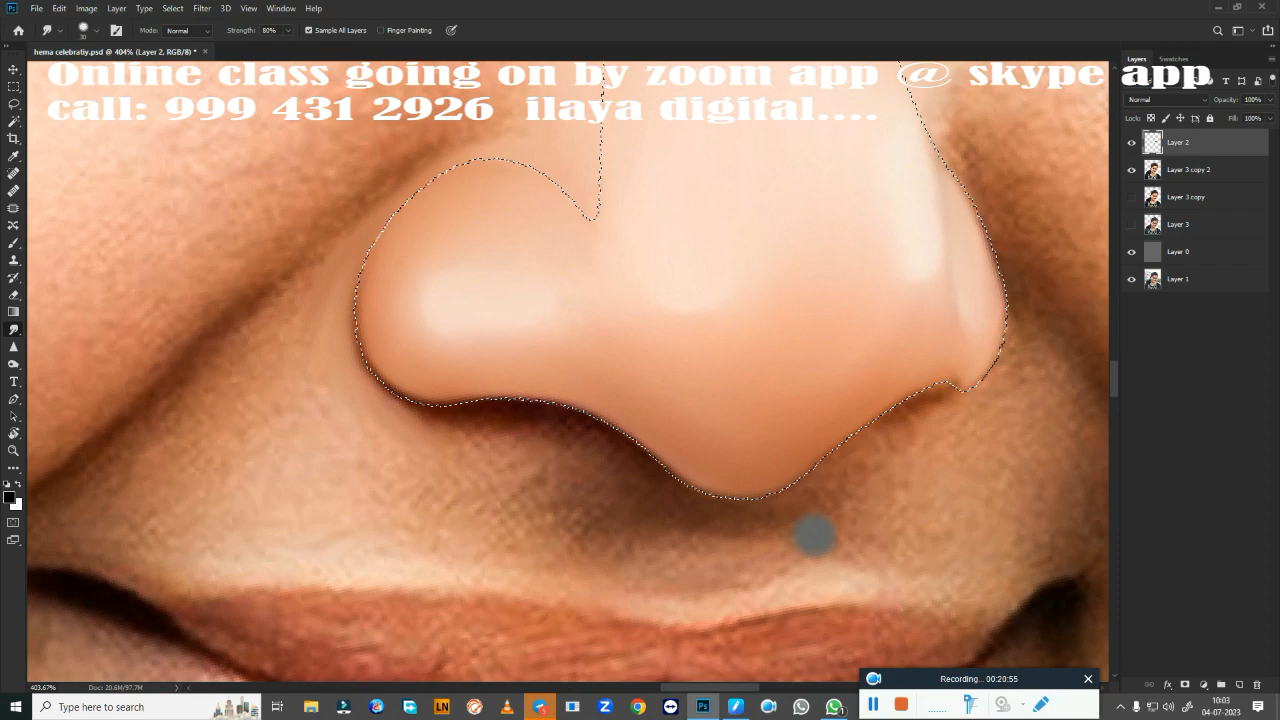 File Edit Image Layer Type Select Filter 3D View Window Help
Mode: Normal Strength: 80% Sample All Layers Finger Painting
30
hema celebratiy.psd @ 404% (Layer 2, RGB/8) *
Online class going on by zoom app @ skype app
call: 999 431 2926 ilaya digital....
Layers Swatches
Normal Opacity: 100%
Lock: Fill: 100%
Layer 2
Layer 3 copy 2
Layer 3 copy
Layer 3
Layer 0
Layer 1
403.67% Doc: 20.6M/97.7M
Recording... 00:20:55
Type here to search
10:03
04-07-2023